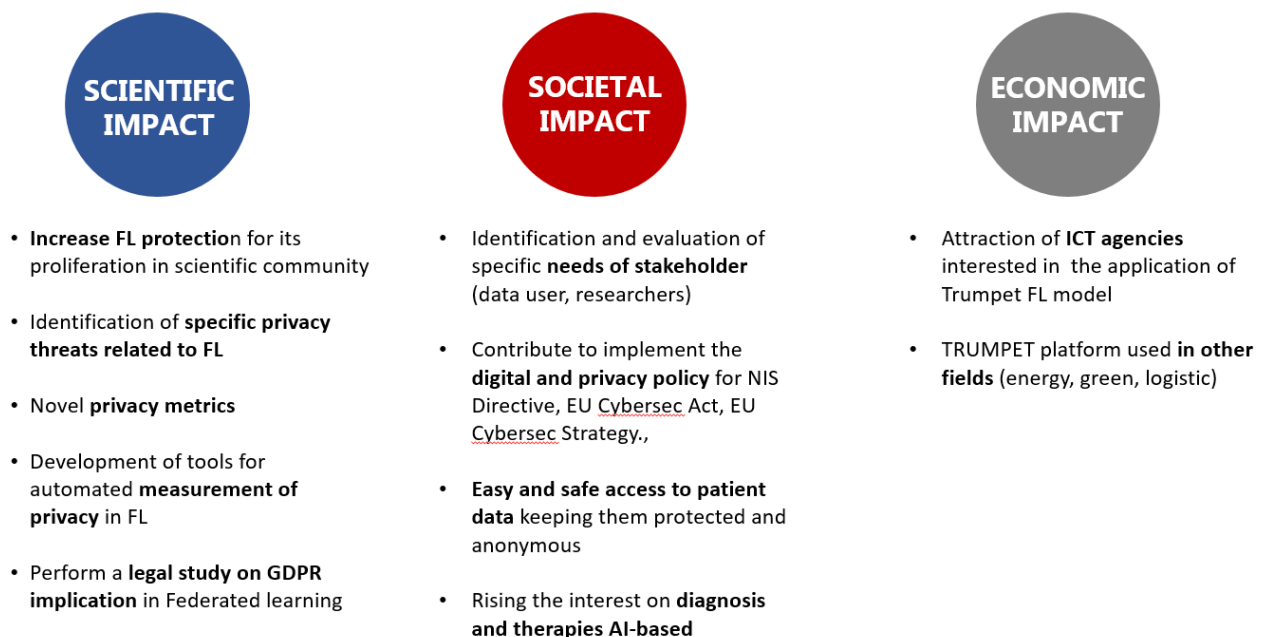 SCIENTIFIC
IMPACT
• Increase FL protection for its
proliferation in scientific community
• Identification of specific privacy
threats related to FL
• Novel privacy metrics
• Development of tools for
automated measurement of
privacy in FL
• Perform a legal study on GDPR
implication in Federated learning
SOCIETAL
IMPACT
• Identification and evaluation of
specific needs of stakeholder
(data user, researchers)
• Contribute to implement the
digital and privacy policy for NIS
Directive, EU Cybersec Act, EU
Cybersec Strategy.,
• Easy and safe access to patient
data keeping them protected and
anonymous
• Rising the interest on diagnosis
and therapies AI-based
ECONOMIC
IMPACT
• Attraction of ICT agencies
interested in  the application of
Trumpet FL model
• TRUMPET platform used in other
fields (energy, green, logistic)